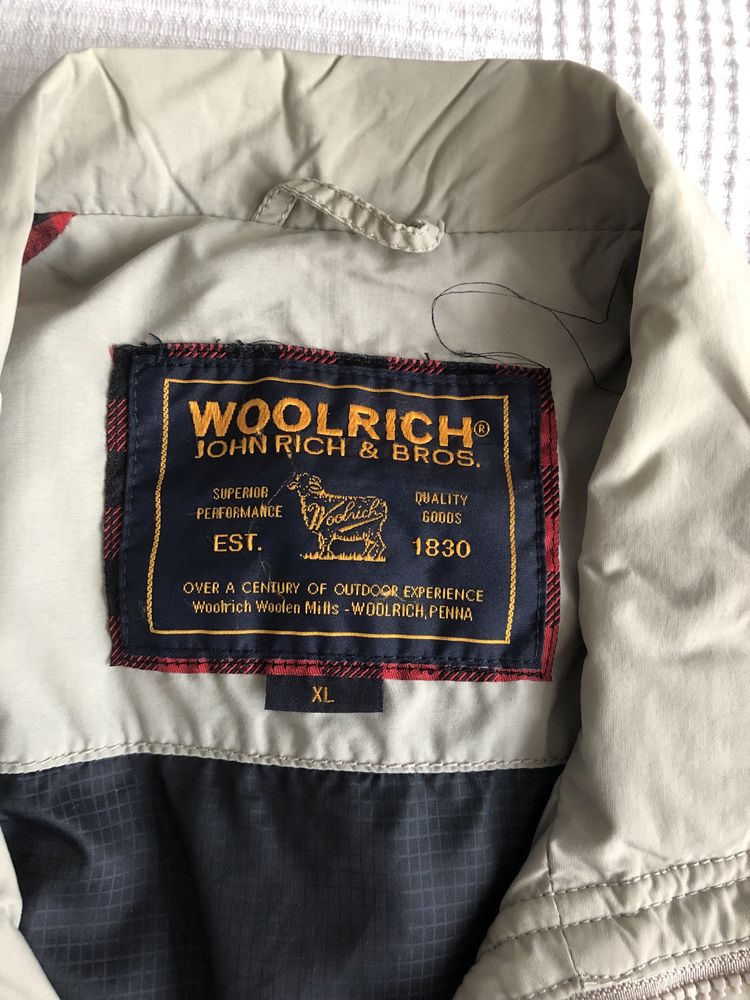 WOOLRICH®
JOHN RICH & BROS.
SUPERIOR PERFORMANCE
Woolrich
QUALITY GOODS
EST. 1830
OVER A CENTURY OF OUTDOOR EXPERIENCE
Woolrich Woolen Mills - WOOLRICH, PENNA
XL